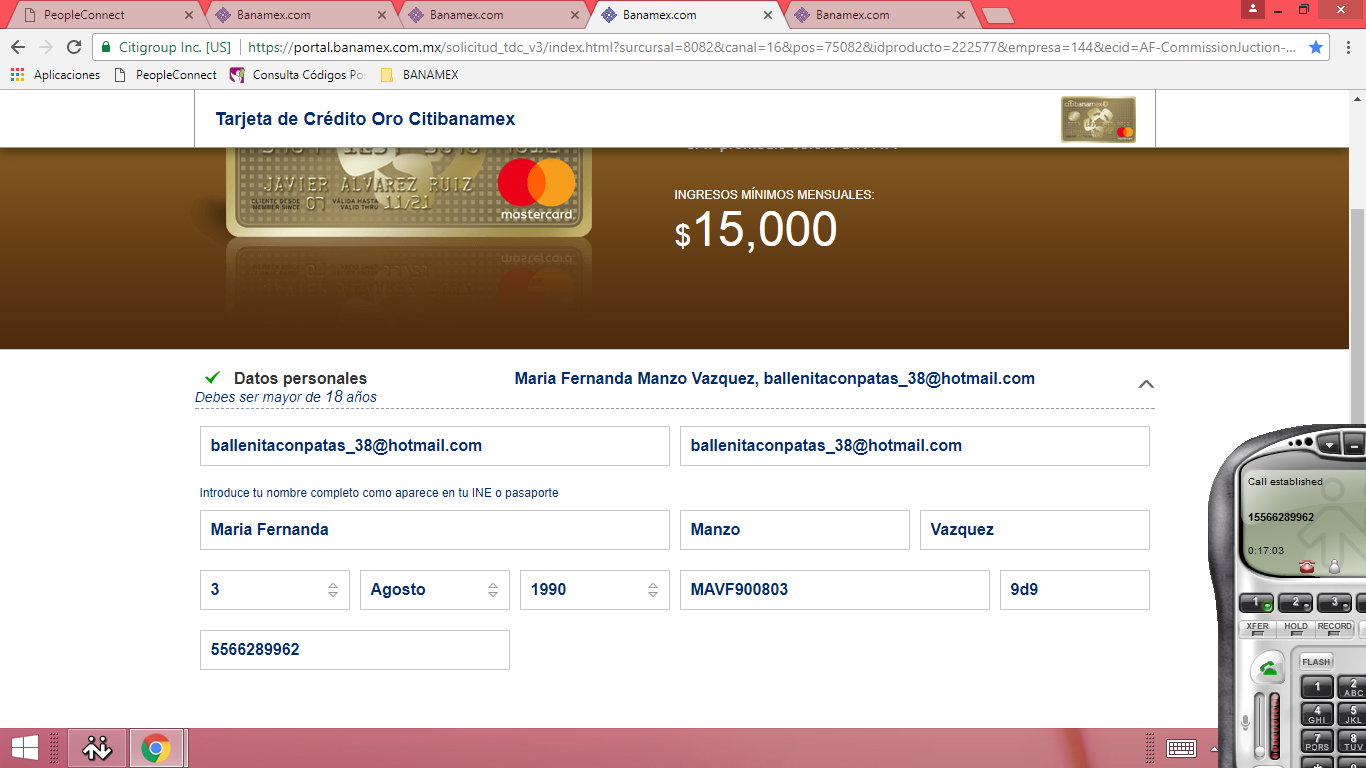 PeopleConnect
Banamex.com
Banamex.com
Banamex.com
Banamex.com
Citigroup Inc. [US] https://portal.banamex.com.mx/solicitud_tdc_v3/index.html?surcursal=8082&canal=16&pos=75082&idproducto=222577&empresa=144&ecid=AF-CommissionJuction-...
Aplicaciones PeopleConnect Consulta Códigos Po BANAMEX
Tarjeta de Crédito Oro Citibanamex
citibanamex
JAVIER ALVAREZ RUIZ
CLIENTE DESDE MEMBER SINCE 07 VÁLIDA HASTA VALID THRU 11/21
mastercard
INGRESOS MÍNIMOS MENSUALES:
$15,000
Datos personales Maria Fernanda Manzo Vazquez, ballenitaconpatas_38@hotmail.com
Debes ser mayor de 18 años
ballenitaconpatas_38@hotmail.com ballenitaconpatas_38@hotmail.com
Introduce tu nombre completo como aparece en tu INE o pasaporte
Maria Fernanda Manzo Vazquez
3 Agosto 1990 MAVF900803 9d9
5566289962
Call established
15566289962
0:17:03
1 2 3
XFER HOLD RECORD
FLASH
1 2 ABC
4 GHI 5 JKL
7 PQRS 8 TUV